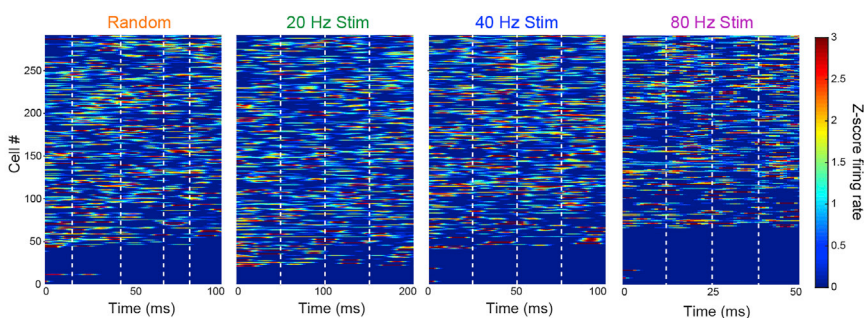 Random 20 Hz Stim 40 Hz Stim 80 Hz Stim
Cell #
250
200
150
100
50
0
0 50 100
0 100 200
0 50 100
0 25 50
Time (ms) Time (ms) Time (ms) Time (ms)
3
2.5
2
1.5
1
0.5
0
Z-score firing rate